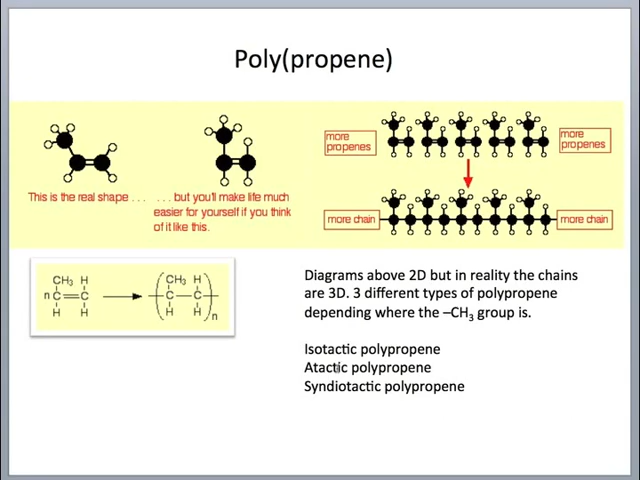 Poly(propene)
This is the real shape . . .
. . . but you'll make life much
easier for yourself if you think
of it like this.
more
propenes
more
propenes
more chain
more chain
CH3 H
n C=C
H H
CH3 H
C—C
H H
n
Diagrams above 2D but in reality the chains
are 3D. 3 different types of polypropene
depending where the –CH3 group is.
Isotactic polypropene
Atactic polypropene
Syndiotactic polypropene